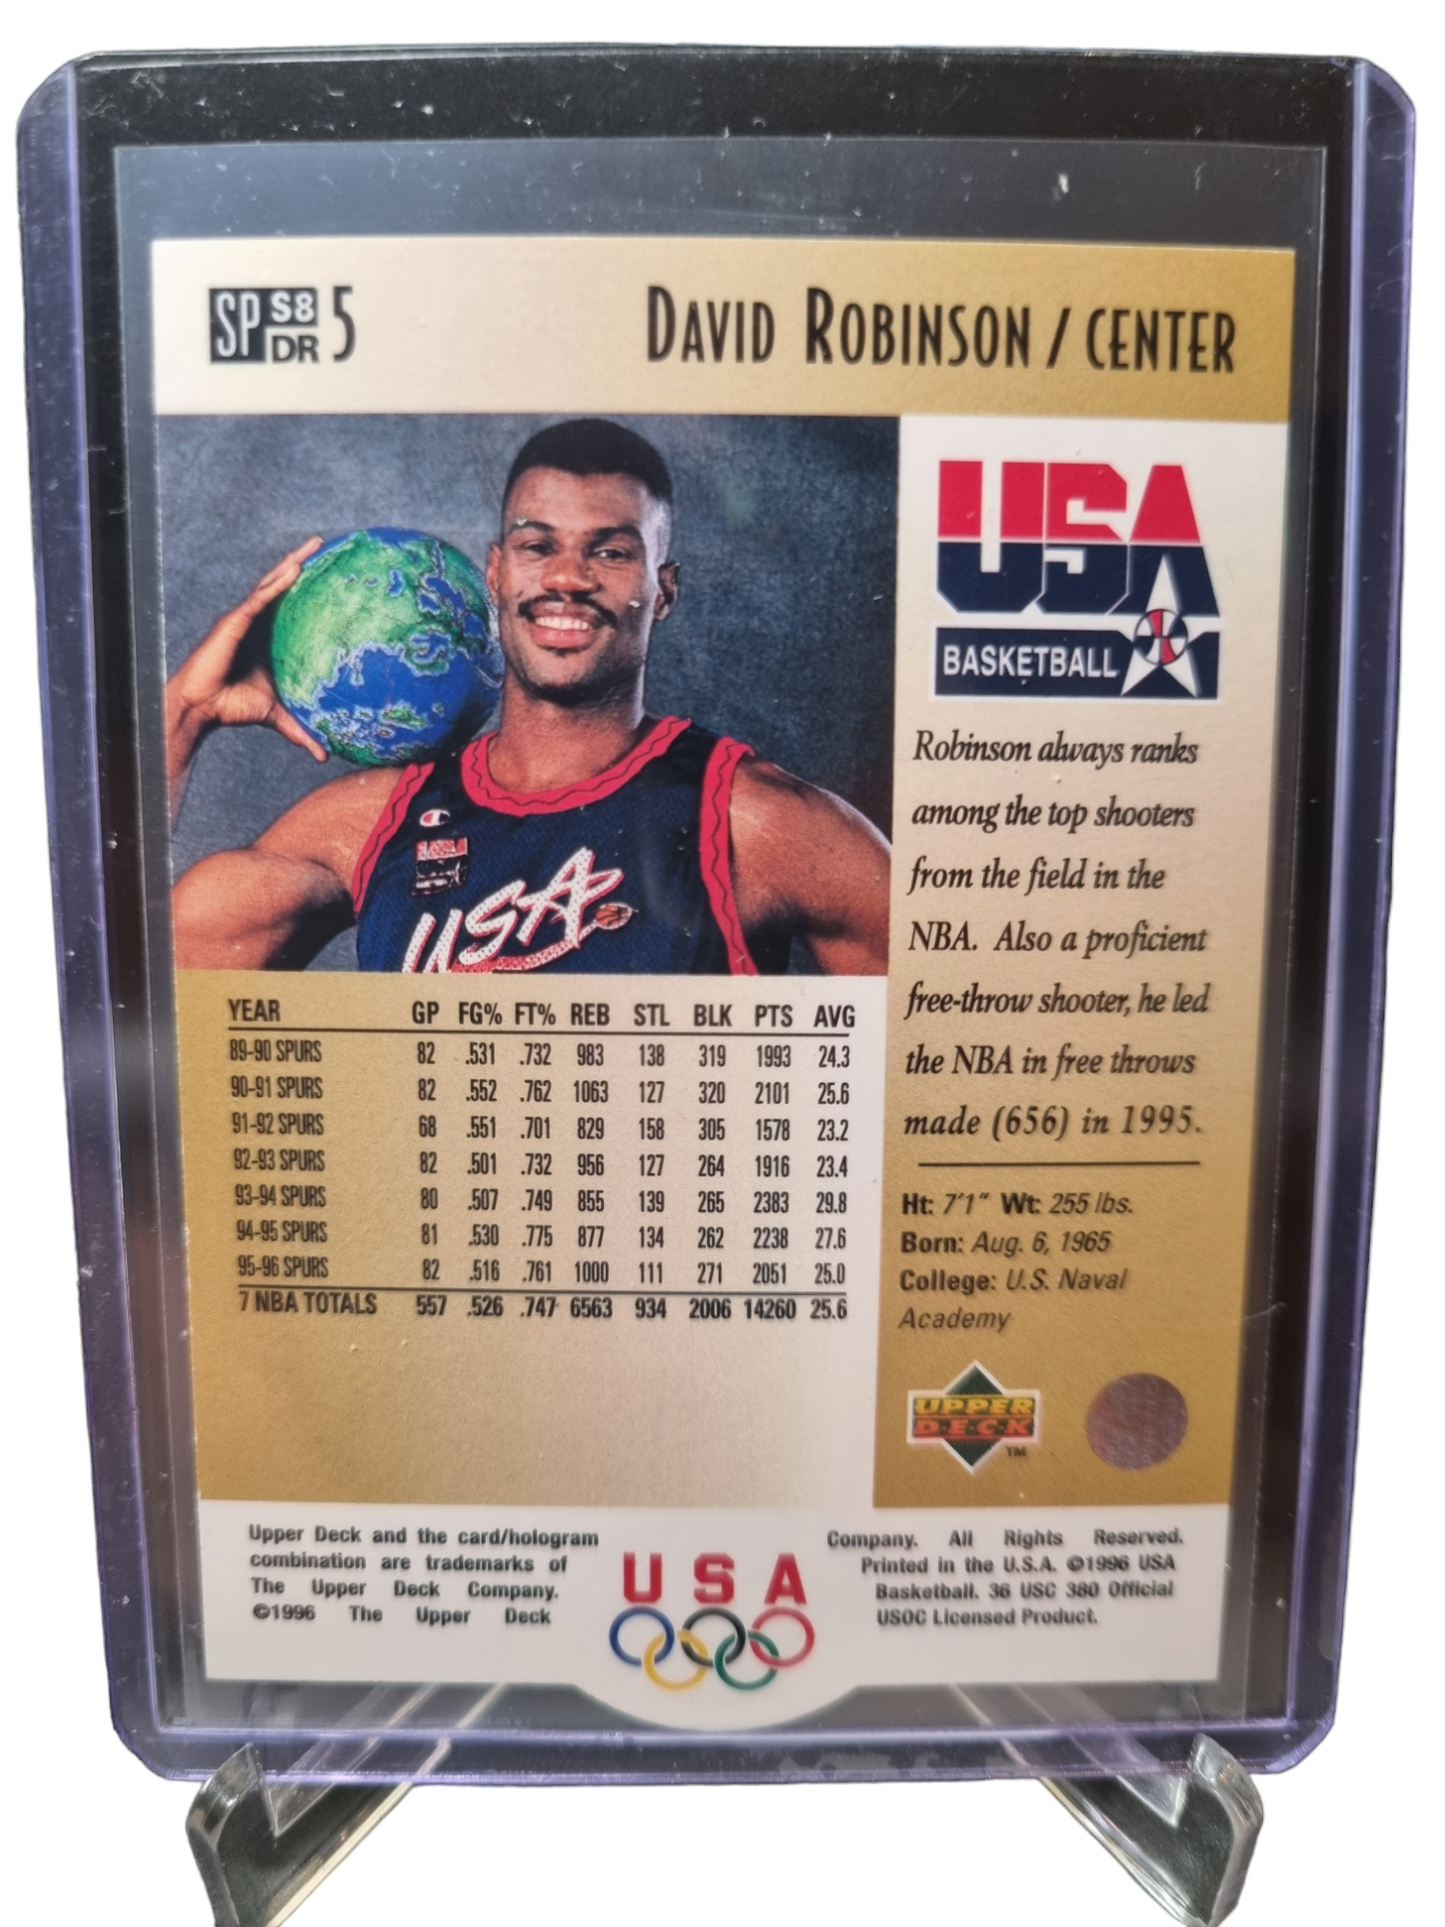 SP S8 DR 5
DAVID ROBINSON / CENTER
USA
BASKETBALL
USA
Robinson always ranks
among the top shooters
from the field in the
NBA. Also a proficient
free-throw shooter, he led
the NBA in free throws
made (656) in 1995.
Ht: 7'1" Wt: 255 lbs.
Born: Aug. 6, 1965
College: U.S. Naval
Academy
UPPER
DECK
TM
YEAR GP FG% FT% REB STL BLK PTS AVG
89-90 SPURS 82 .531 .732 983 138 319 1993 24.3
90-91 SPURS 82 .552 .762 1063 127 320 2101 25.6
91-92 SPURS 68 .551 .701 829 158 305 1578 23.2
92-93 SPURS 82 .501 .732 956 127 264 1916 23.4
93-94 SPURS 80 .507 .749 855 139 265 2383 29.8
94-95 SPURS 81 .530 .775 877 134 262 2238 27.6
95-96 SPURS 82 .516 .761 1000 111 271 2051 25.0
7 NBA TOTALS 557 .526 .747 6563 934 2006 14260 25.6
Upper Deck and the card/hologram
combination are trademarks of
The Upper Deck Company.
©1996 The Upper Deck
USA
Company. All Rights Reserved.
Printed in the U.S.A. ©1996 USA
Basketball. 36 USC 380 Official
USOC Licensed Product.